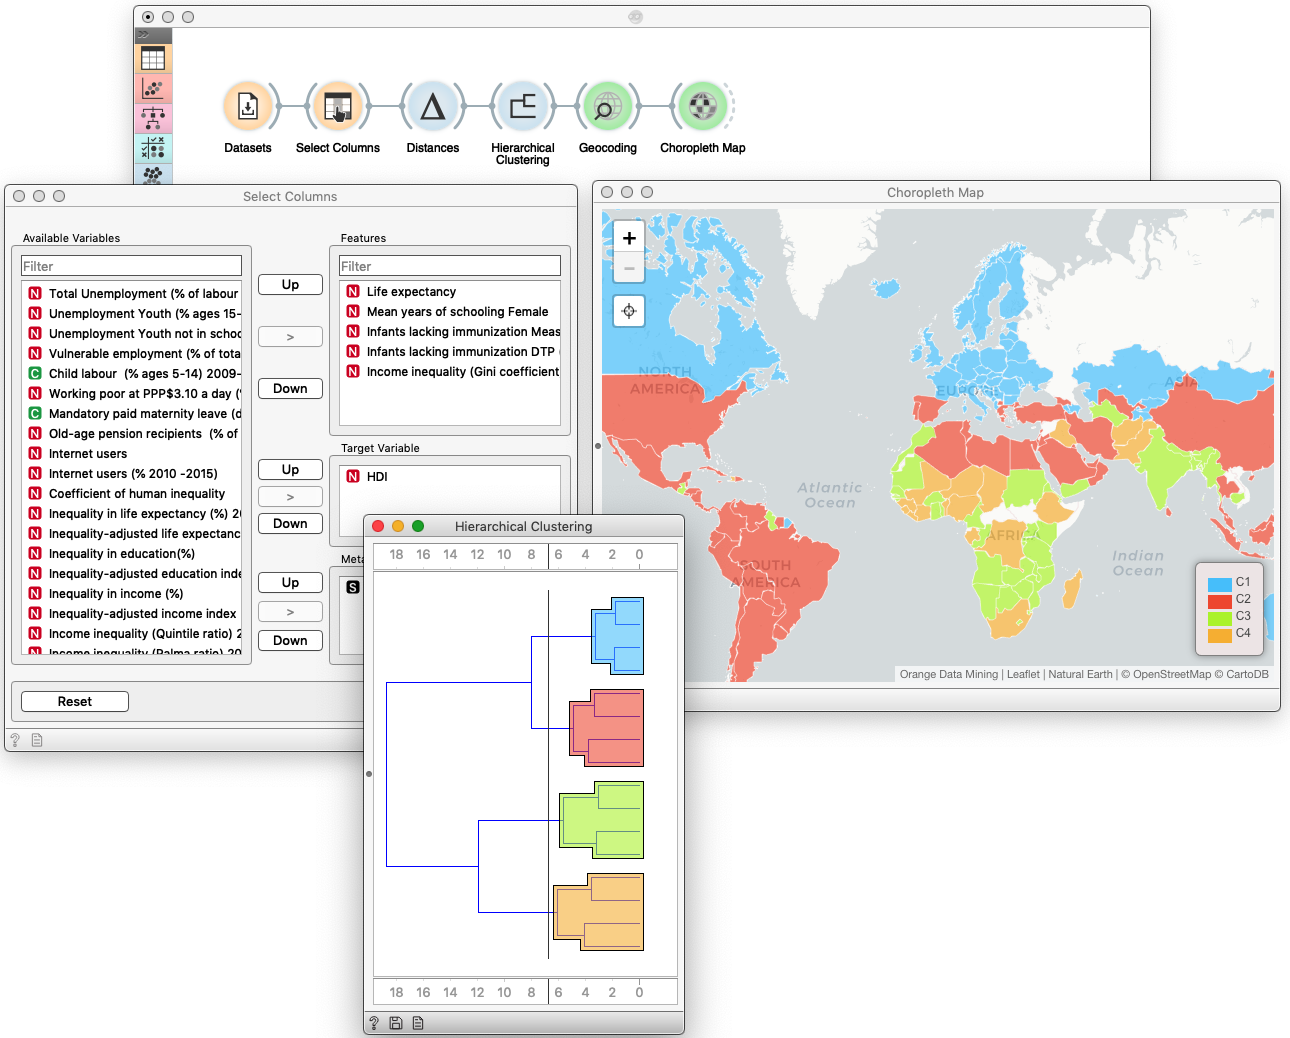 Datasets
Select Columns
Distances
Hierarchical
Clustering
Geocoding
Choropleth Map
Select Columns
Available Variables
Filter
N Total Unemployment (% of labour
N Unemployment Youth (% ages 15-
N Unemployment Youth not in schoo
N Vulnerable employment (% of tota
C Child labour (% ages 5-14) 2009-
N Working poor at PPP$3.10 a day (
C Mandatory paid maternity leave (d
N Old-age pension recipients (% of
N Internet users
N Internet users (% 2010 -2015)
N Coefficient of human inequality
N Inequality in life expectancy (%) 20
N Inequality-adjusted life expectanc
N Inequality in education(%)
N Inequality-adjusted education inde
N Inequality in income (%)
N Inequality-adjusted income index
N Income inequality (Quintile ratio) 2
N Income inequality (Palma ratio) 20
Up
>
Down
Up
>
Down
Up
>
Down
Features
Filter
N Life expectancy
N Mean years of schooling Female
N Infants lacking immunization Meas
N Infants lacking immunization DTP
N Income inequality (Gini coefficient
Target Variable
N HDI
Meta
S
Reset
?
Hierarchical Clustering
18 16 14 12 10 8 6 4 2 0
18 16 14 12 10 8 6 4 2 0
?
Choropleth Map
+
−
NORTH
AMERICA
EUROPE
ASIA
Atlantic
Ocean
AFRICA
SOUTH
AMERICA
Indian
Ocean
C1
C2
C3
C4
Orange Data Mining | Leaflet | Natural Earth | © OpenStreetMap © CartoDB